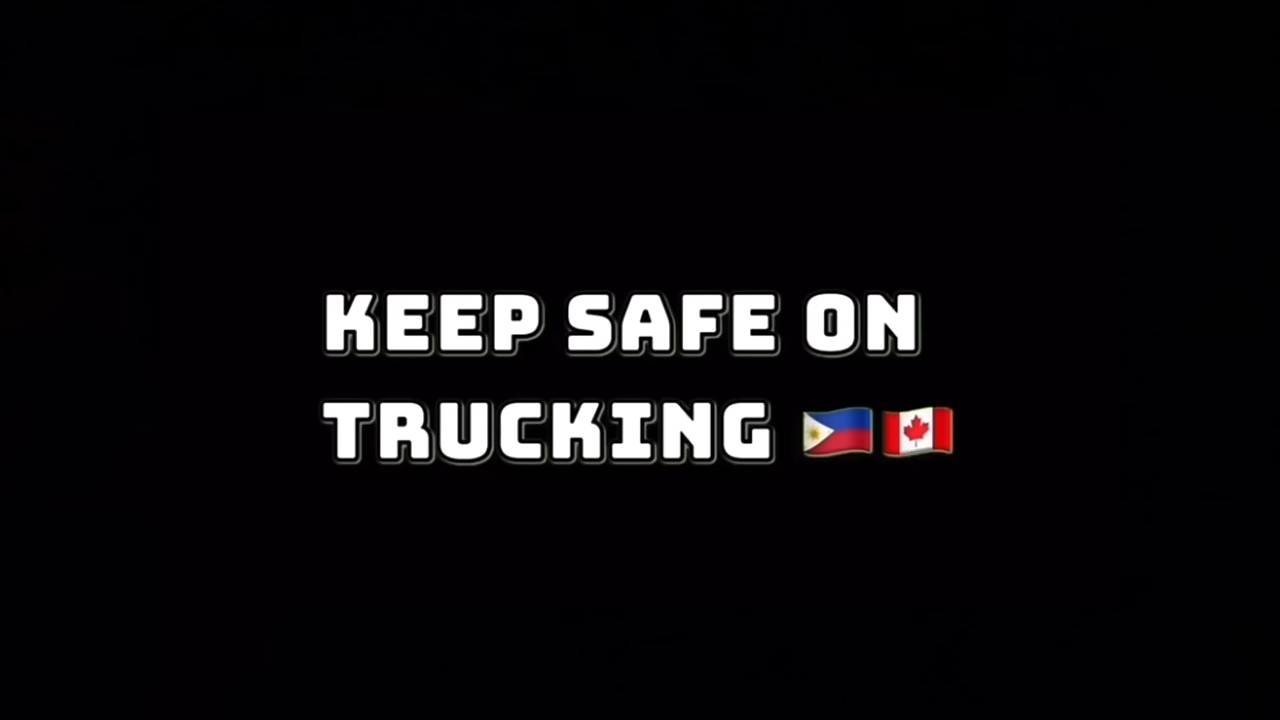 KEEP SAFE ON
TRUCKING 🇵🇭🇨🇦